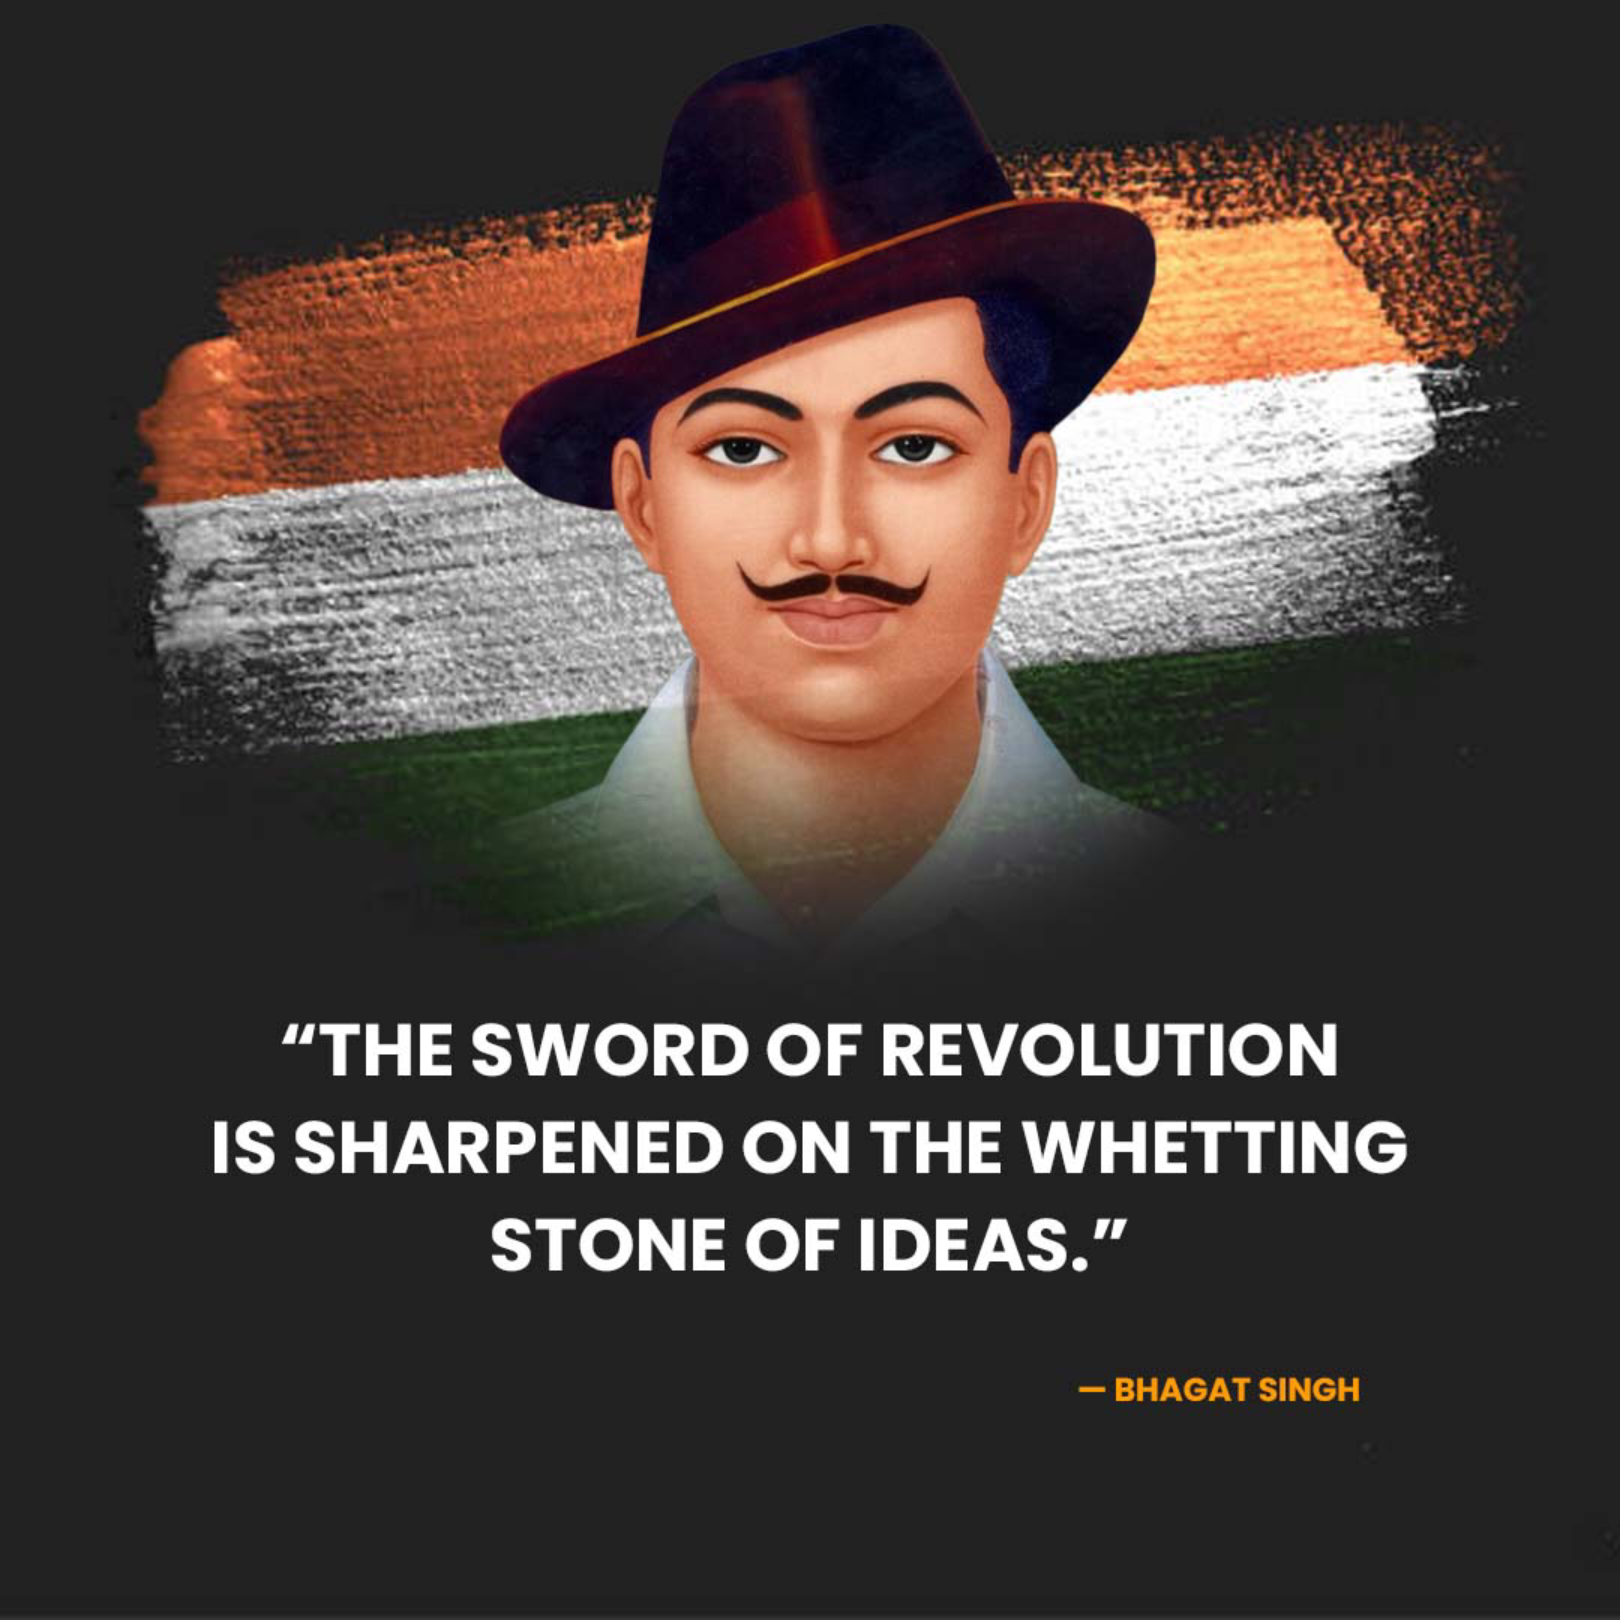 “THE SWORD OF REVOLUTION
IS SHARPENED ON THE WHETTING
STONE OF IDEAS.”
— BHAGAT SINGH